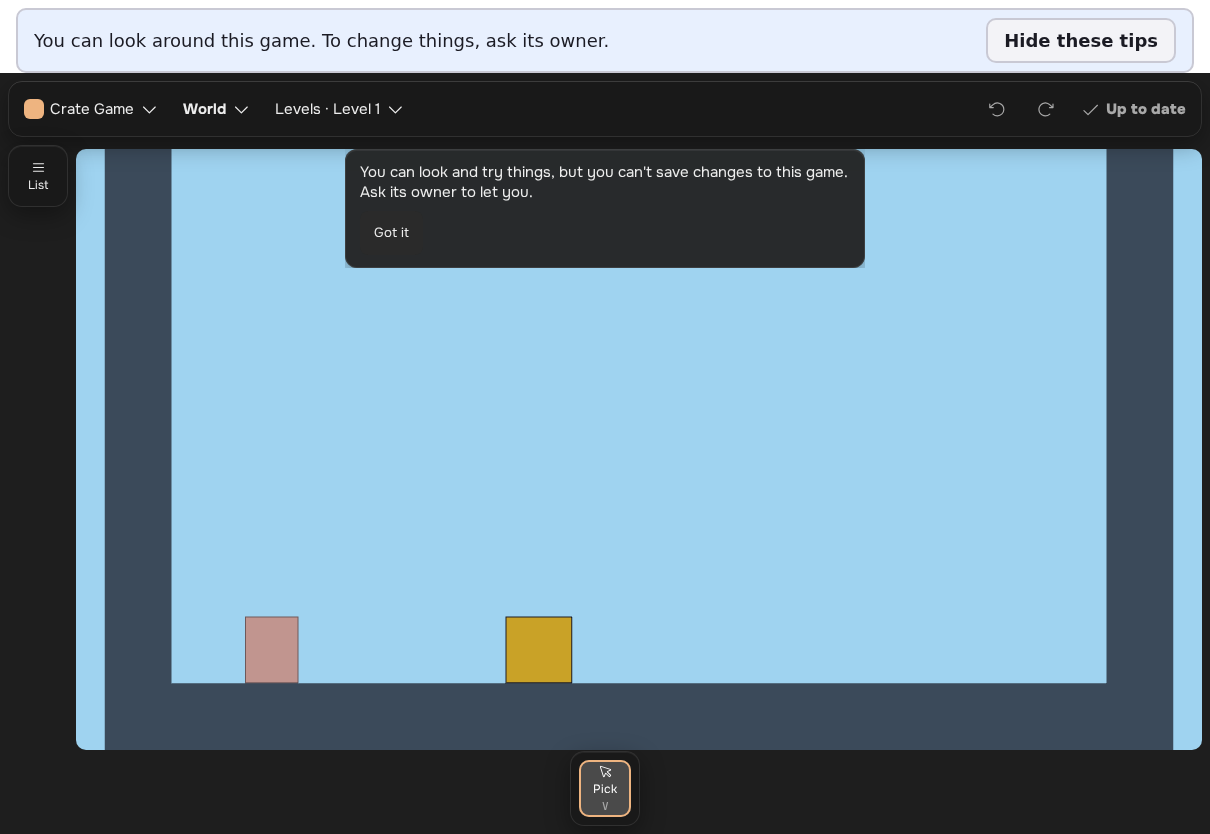 You can look around this game. To change things, ask its owner.
Hide these tips
Crate Game
World
Levels · Level 1
Up to date
List
You can look and try things, but you can't save changes to this game.
Ask its owner to let you.
Got it
Pick
V